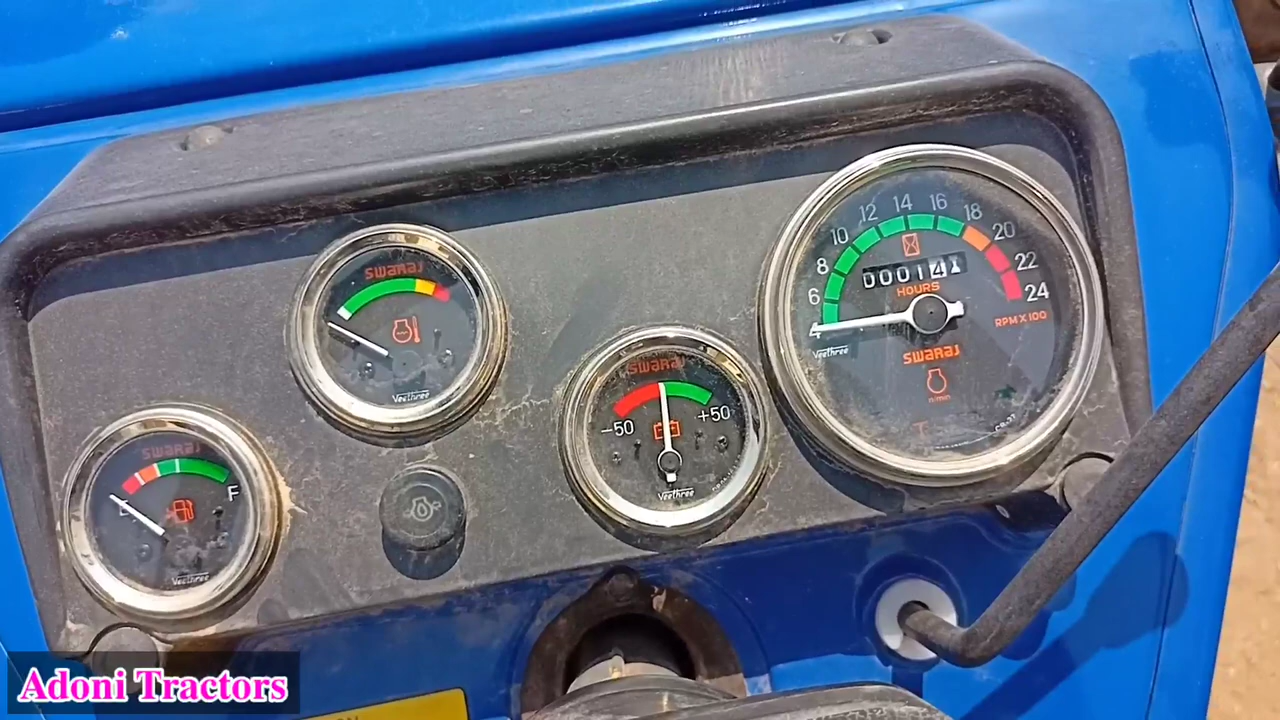 SWARAJ
Veethree
SWARAJ
F
Veethree
SWARAJ
-50
+50
Veethree
4
6
8
10
12
14
16
18
20
22
24
00014
HOURS
RPM X 100
Veethree
SWARAJ
n/min
Adoni Tractors